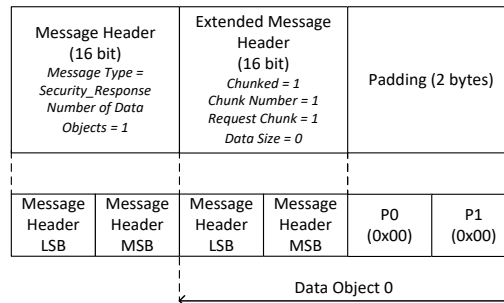 Message Header
(16 bit)
Message Type =
Security_Response
Number of Data
Objects = 1
Extended Message
Header
(16 bit)
Chunked = 1
Chunk Number = 1
Request Chunk = 1
Data Size = 0
Padding (2 bytes)
Message
Header
LSB
Message
Header
MSB
Message
Header
LSB
Message
Header
MSB
P0
(0x00)
P1
(0x00)
Data Object 0